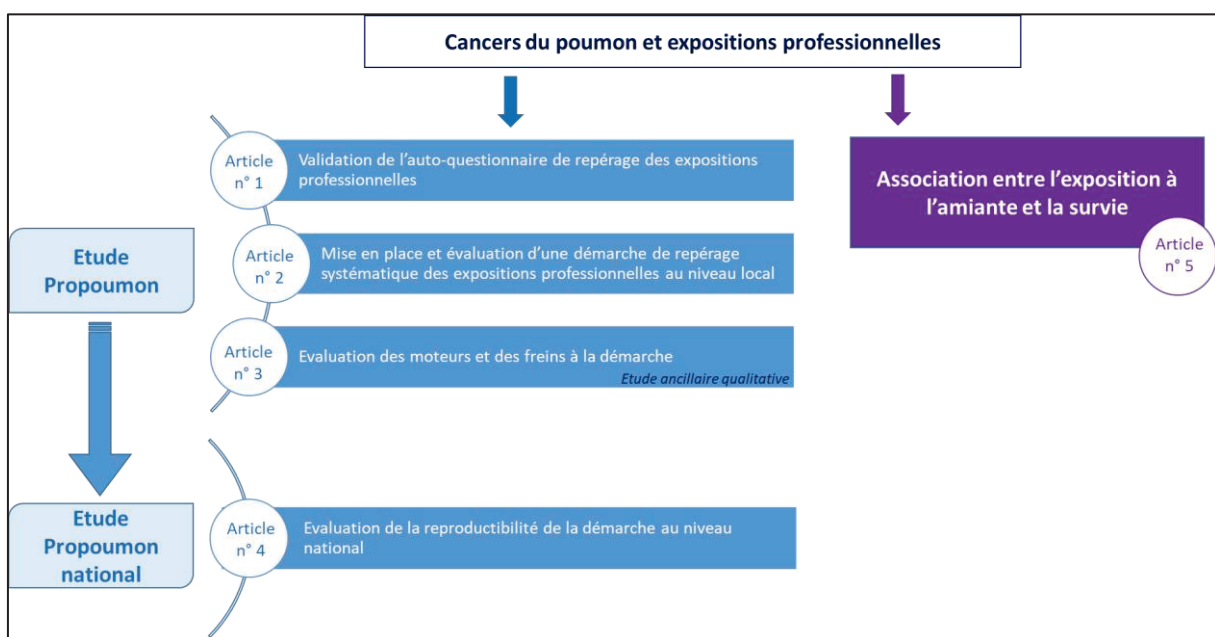 Cancers du poumon et expositions professionnelles
Article
n° 1
Validation de l'auto-questionnaire de repérage des expositions
professionnelles
Etude
Propoumon
Article
n° 2
Mise en place et évaluation d'une démarche de repérage
systématique des expositions professionnelles au niveau local
Article
n° 3
Evaluation des moteurs et des freins à la démarche
Etude ancillaire qualitative
Etude
Propoumon
national
Article
n° 4
Evaluation de la reproductibilité de la démarche au niveau
national
Association entre l'exposition à
l'amiante et la survie
Article
n° 5